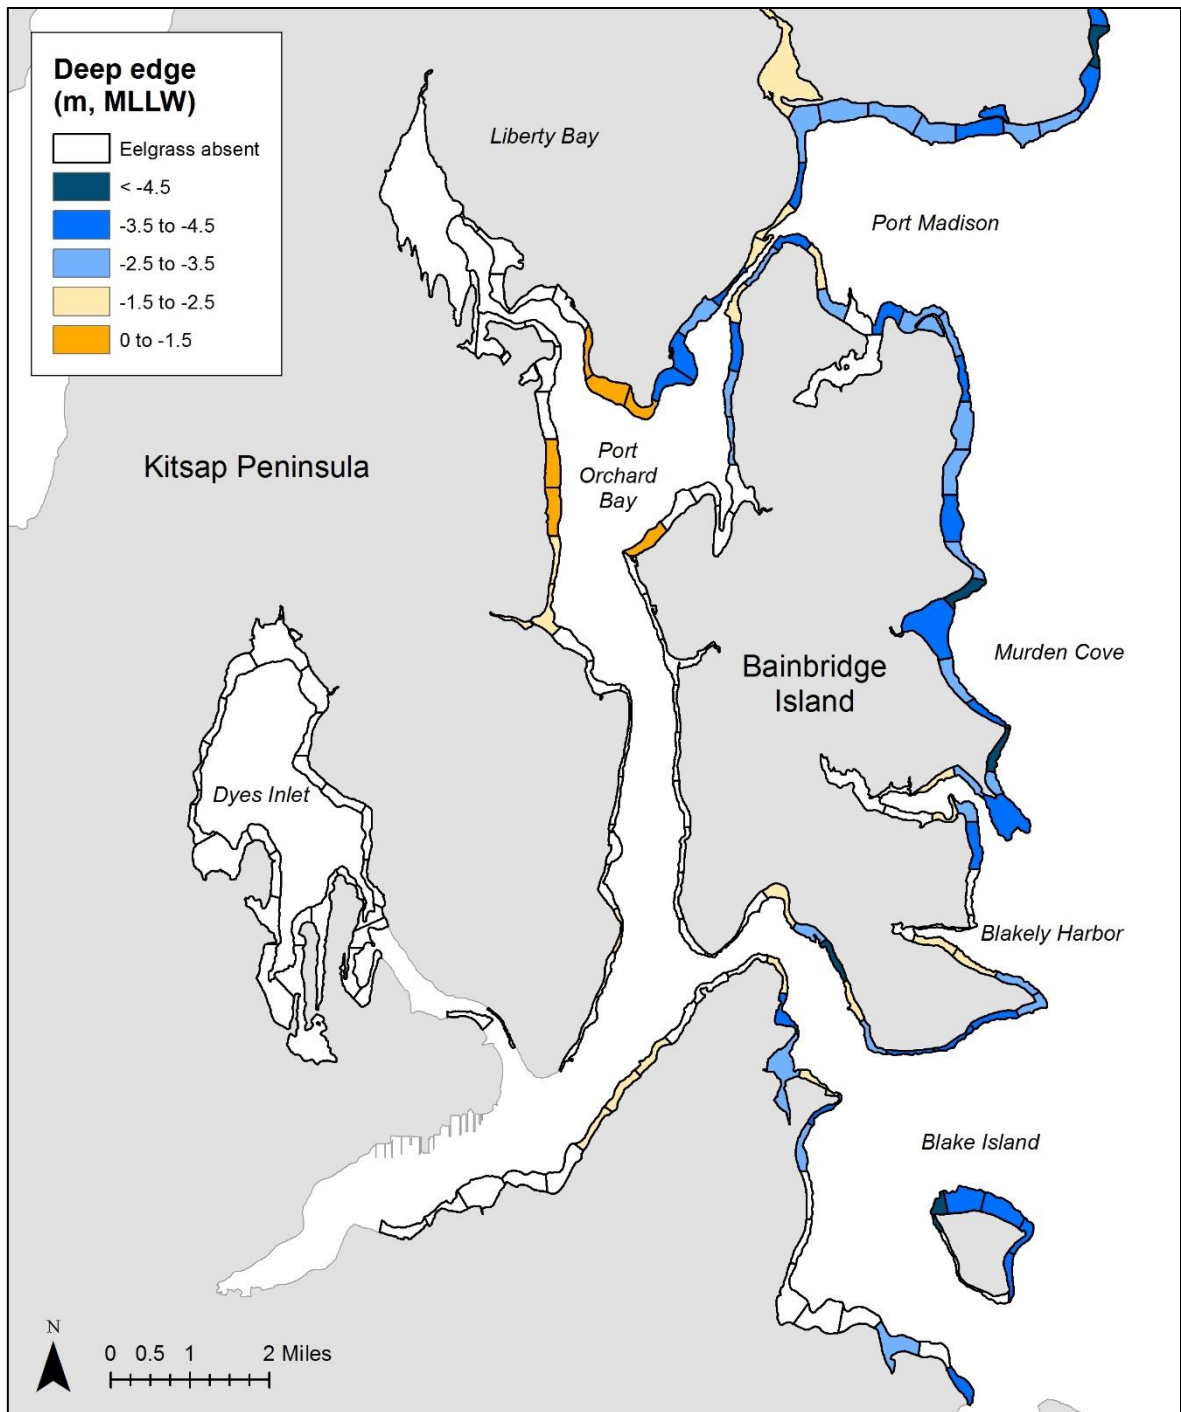 Deep edge
(m, MLLW)
Eelgrass absent
< -4.5
-3.5 to -4.5
-2.5 to -3.5
-1.5 to -2.5
0 to -1.5
Liberty Bay
Port Madison
Kitsap Peninsula
Port
Orchard
Bay
Murden Cove
Bainbridge
Island
Dyes Inlet
Blakely Harbor
Blake Island
N
0 0.5 1 2 Miles